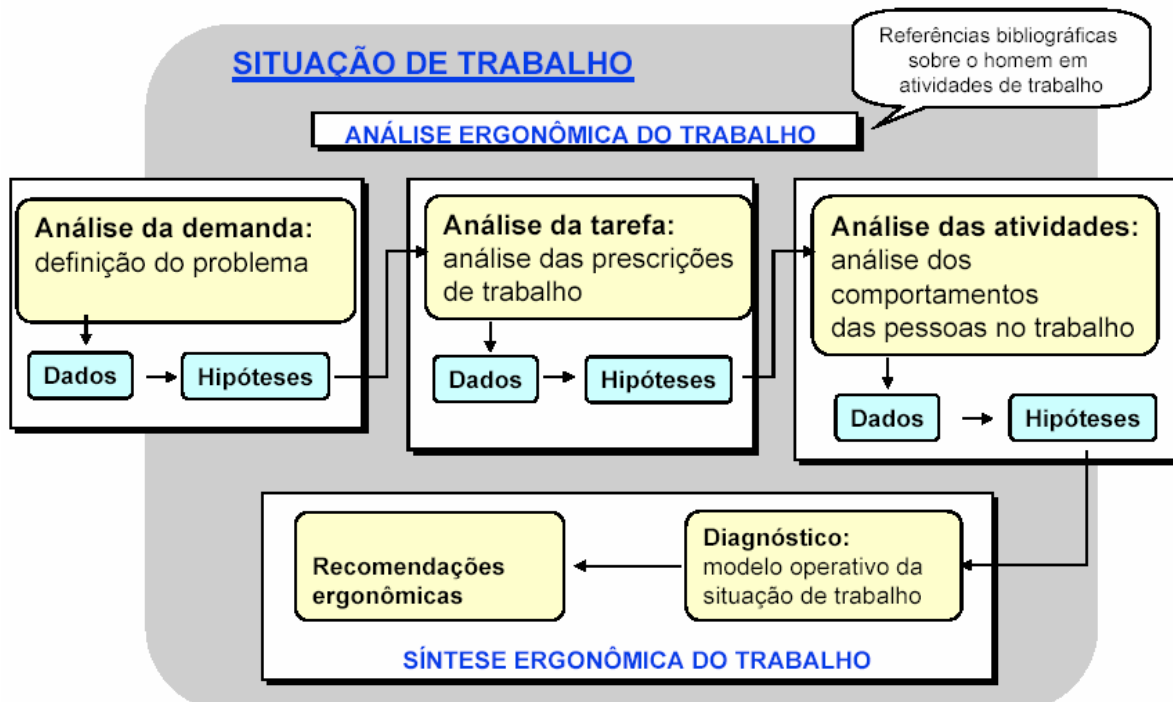 SITUAÇÃO DE TRABALHO
Referências bibliográficas
sobre o homem em
atividades de trabalho
ANÁLISE ERGONÔMICA DO TRABALHO
Análise da demanda:
definição do problema
Dados
Hipóteses
Análise da tarefa:
análise das prescrições
de trabalho
Dados
Hipóteses
Análise das atividades:
análise dos
comportamentos
das pessoas no trabalho
Dados
Hipóteses
Diagnóstico:
modelo operativo da
situação de trabalho
Recomendações
ergonômicas
SÍNTESE ERGONÔMICA DO TRABALHO